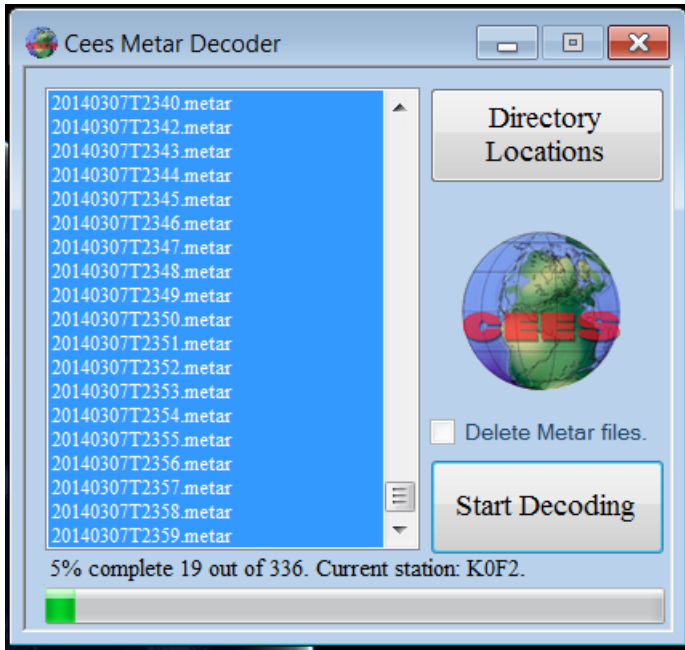 Cees Metar Decoder
20140307T2340.metar
20140307T2342.metar
20140307T2343.metar
20140307T2344.metar
20140307T2345.metar
20140307T2346.metar
20140307T2347.metar
20140307T2348.metar
20140307T2349.metar
20140307T2350.metar
20140307T2351.metar
20140307T2352.metar
20140307T2353.metar
20140307T2354.metar
20140307T2355.metar
20140307T2356.metar
20140307T2357.metar
20140307T2358.metar
20140307T2359.metar
Directory
Locations
CEES
Delete Metar files.
Start Decoding
5% complete 19 out of 336. Current station: K0F2.